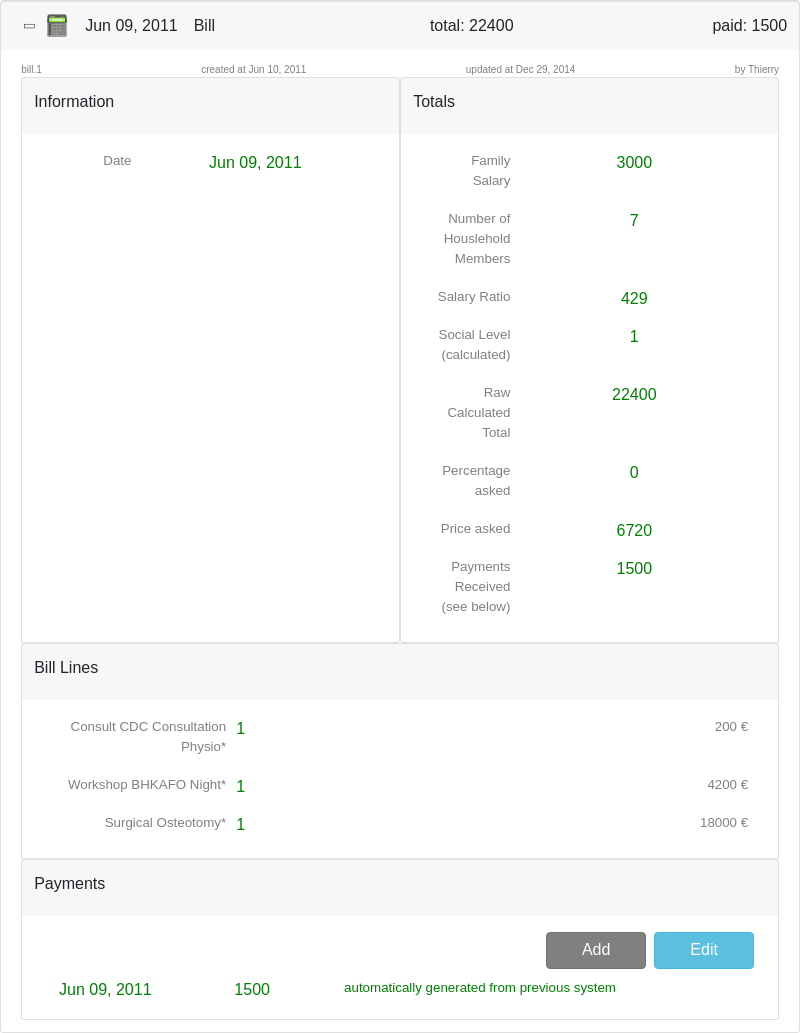 Jun 09, 2011 Bill total: 22400 paid: 1500
bill.1 created at Jun 10, 2011 updated at Dec 29, 2014 by Thierry
Information
Date Jun 09, 2011
Totals
Family 3000
Salary
Number of 7
Houslehold
Members
Salary Ratio 429
Social Level 1
(calculated)
Raw 22400
Calculated
Total
Percentage 0
asked
Price asked 6720
Payments 1500
Received
(see below)
Bill Lines
Consult CDC Consultation 1 200 €
Physio*
Workshop BHKAFO Night* 1 4200 €
Surgical Osteotomy* 1 18000 €
Payments
Add Edit
Jun 09, 2011 1500 automatically generated from previous system